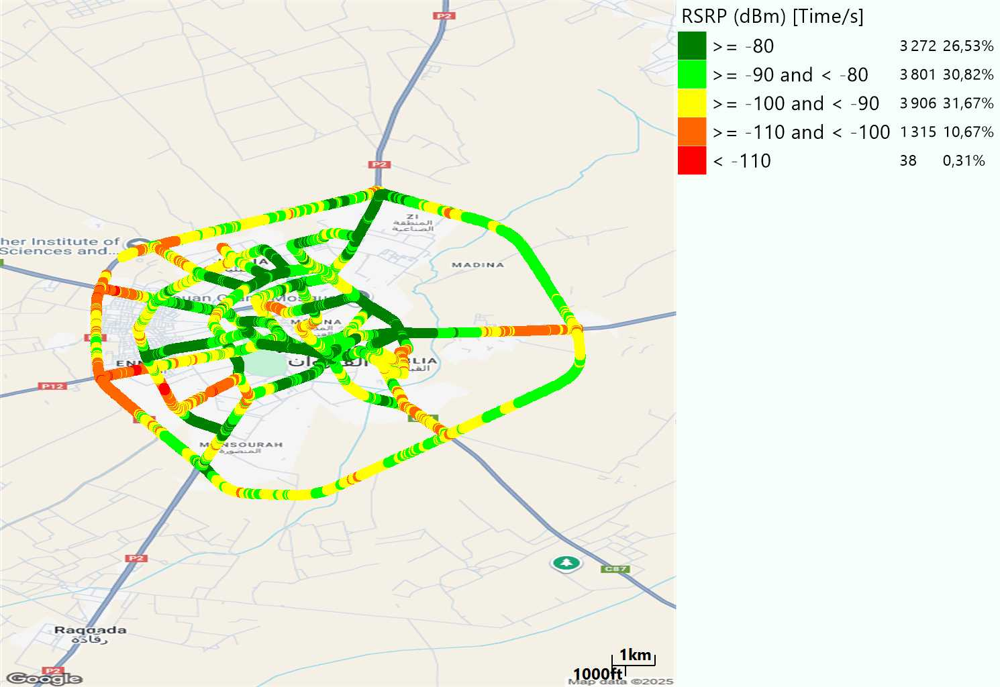 RSRP (dBm) [Time/s]
>= -80 3 272 26,53%
>= -90 and < -80 3 801 30,82%
>= -100 and < -90 3 906 31,67%
>= -110 and < -100 1 315 10,67%
< -110 38 0,31%
P2
P2
ZI
المنطقة
الصناعية
her Institute of
Sciences and...
MADINA
P12
MANSOURAH
المنصورة
P2
C87
Raqqada
رقادة
P2
1km
1000ft
Google
Map data ©2025